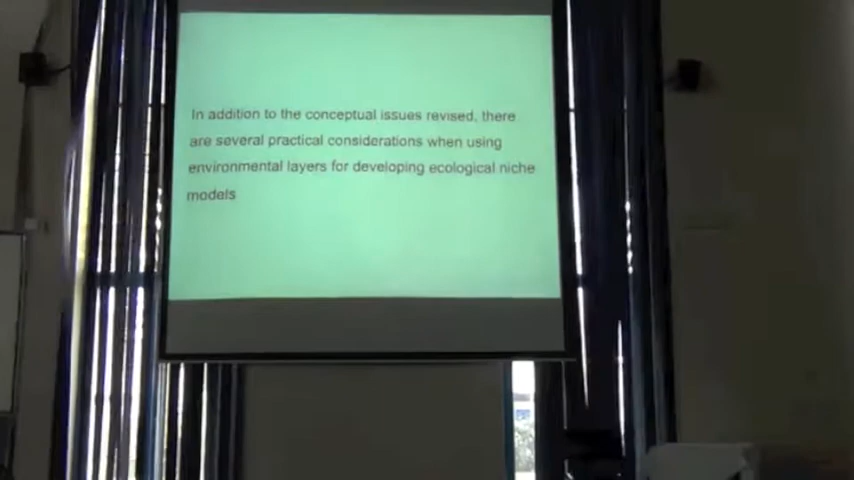 In addition to the conceptual issues revised, there
are several practical considerations when using
environmental layers for developing ecological niche
models